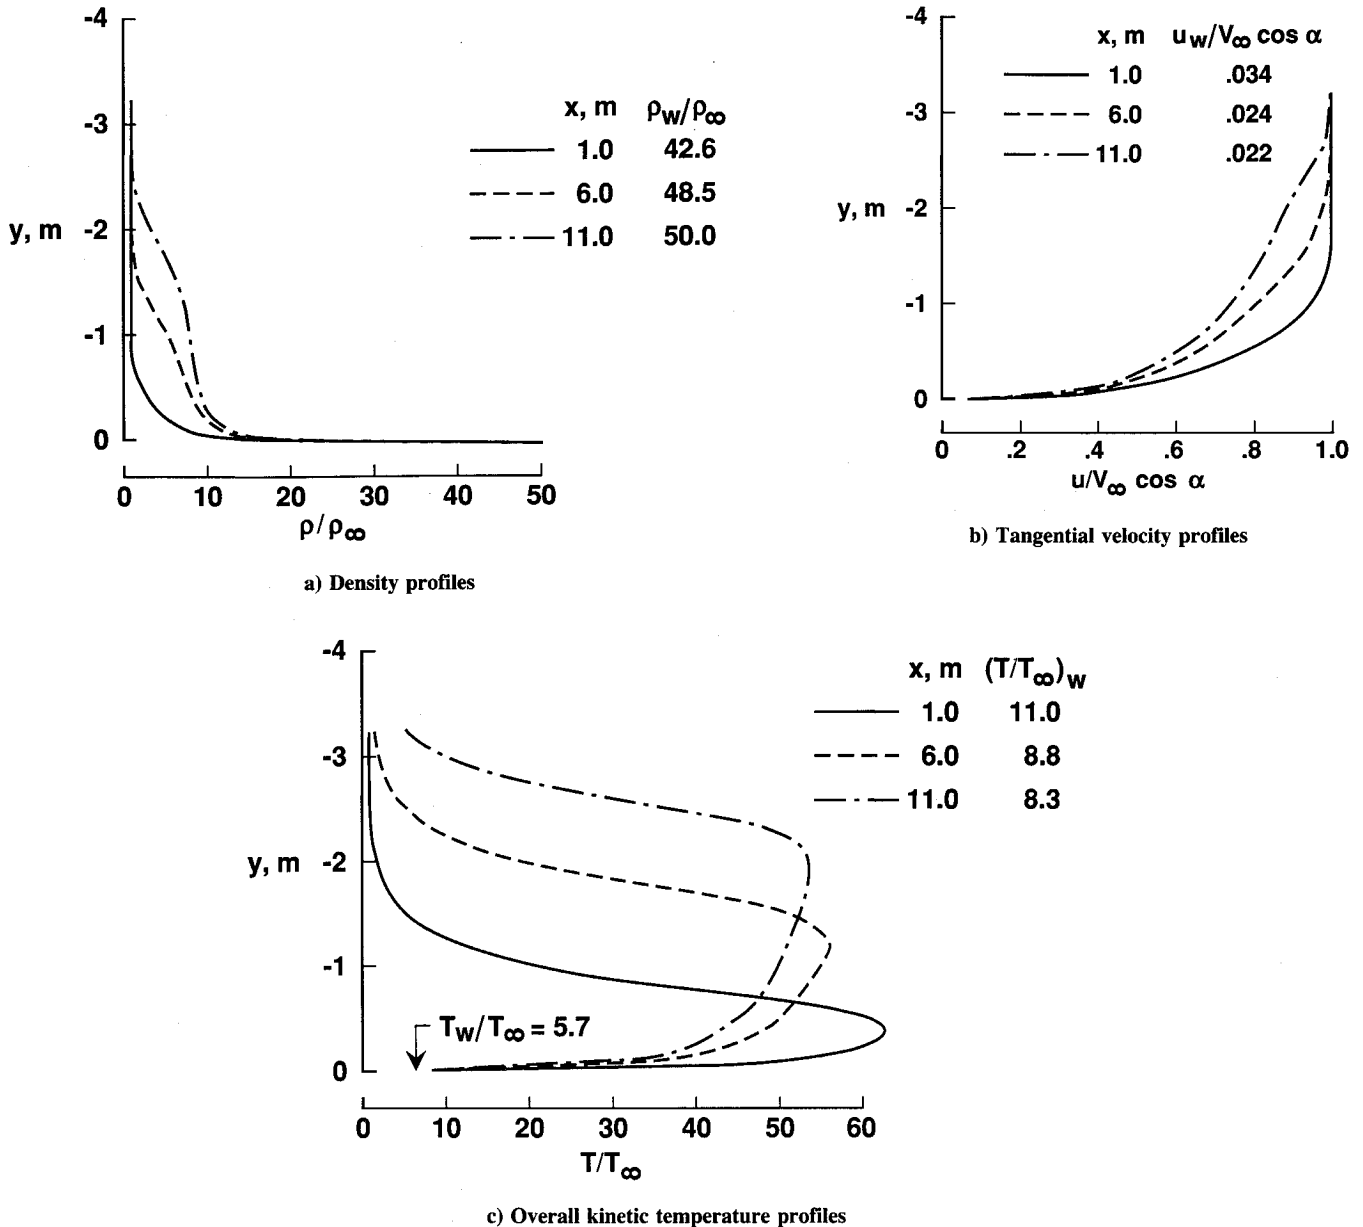 -4
-3
y, m -2
-1
0
x, m ρw/ρ∞
1.0 42.6
6.0 48.5
11.0 50.0
0 10 20 30 40 50
ρ/ρ∞
a) Density profiles
-4
-3
y, m -2
-1
0
x, m uw/V∞ cos α
1.0 .034
6.0 .024
11.0 .022
0 .2 .4 .6 .8 1.0
u/V∞ cos α
b) Tangential velocity profiles
-4
-3
y, m -2
-1
0
x, m (T/T∞)w
1.0 11.0
6.0 8.8
11.0 8.3
Tw/T∞ = 5.7
0 10 20 30 40 50 60
T/T∞
c) Overall kinetic temperature profiles